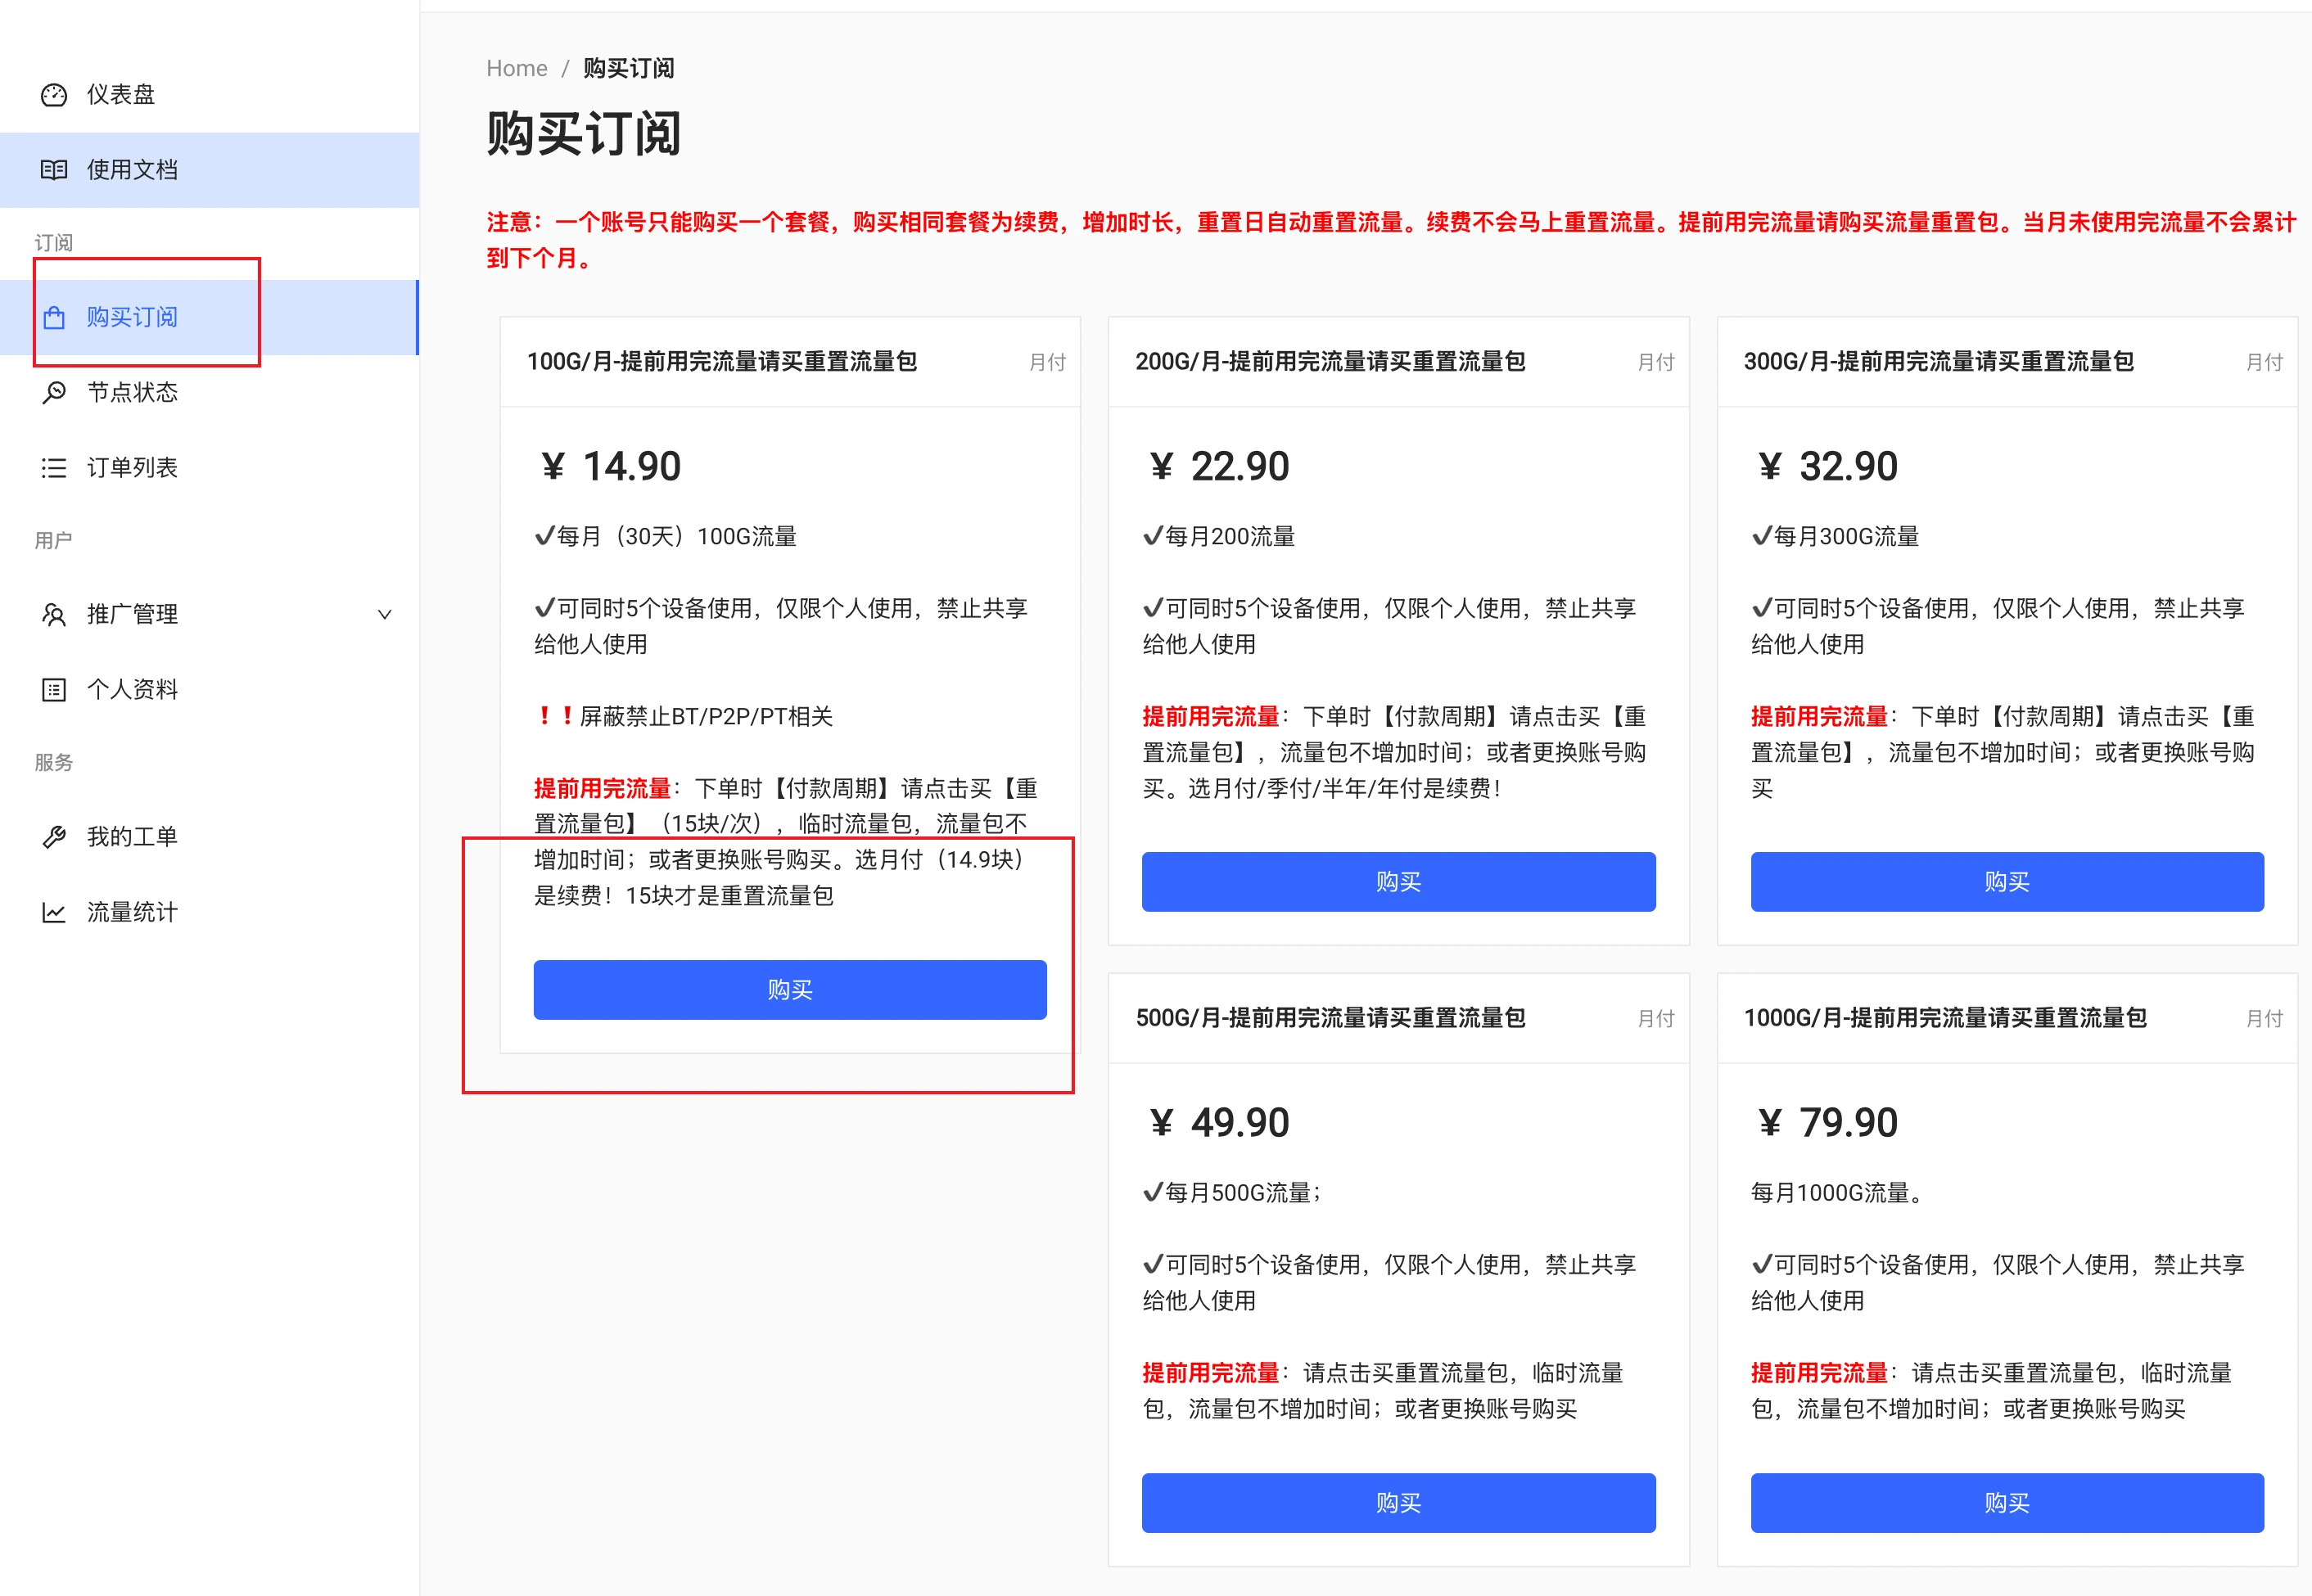 仪表盘
使用文档
订阅
购买订阅
节点状态
订单列表
用户
推广管理
个人资料
服务
我的工单
流量统计
Home / 购买订阅
购买订阅
注意：一个账号只能购买一个套餐，购买相同套餐为续费，增加时长，重置日自动重置流量。续费不会马上重置流量。提前用完流量请购买流量重置包。当月未使用完流量不会累计
到下个月。
100G/月-提前用完流量请买重置流量包 月付
¥ 14.90
✔每月（30天）100G流量
✔可同时5个设备使用，仅限个人使用，禁止共享
给他人使用
❗❗屏蔽禁止BT/P2P/PT相关
提前用完流量：下单时【付款周期】请点击买【重
置流量包】（15块/次），临时流量包，流量包不
增加时间；或者更换账号购买。选月付（14.9块）
是续费！15块才是重置流量包
购买
200G/月-提前用完流量请买重置流量包 月付
¥ 22.90
✔每月200流量
✔可同时5个设备使用，仅限个人使用，禁止共享
给他人使用
提前用完流量：下单时【付款周期】请点击买【重
置流量包】，流量包不增加时间；或者更换账号购
买。选月付/季付/半年/年付是续费！
购买
300G/月-提前用完流量请买重置流量包 月付
¥ 32.90
✔每月300G流量
✔可同时5个设备使用，仅限个人使用，禁止共享
给他人使用
提前用完流量：下单时【付款周期】请点击买【重
置流量包】，流量包不增加时间；或者更换账号购
买
购买
500G/月-提前用完流量请买重置流量包 月付
¥ 49.90
✔每月500G流量；
✔可同时5个设备使用，仅限个人使用，禁止共享
给他人使用
提前用完流量：请点击买重置流量包，临时流量
包，流量包不增加时间；或者更换账号购买
购买
1000G/月-提前用完流量请买重置流量包 月付
¥ 79.90
每月1000G流量。
✔可同时5个设备使用，仅限个人使用，禁止共享
给他人使用
提前用完流量：请点击买重置流量包，临时流量
包，流量包不增加时间；或者更换账号购买
购买